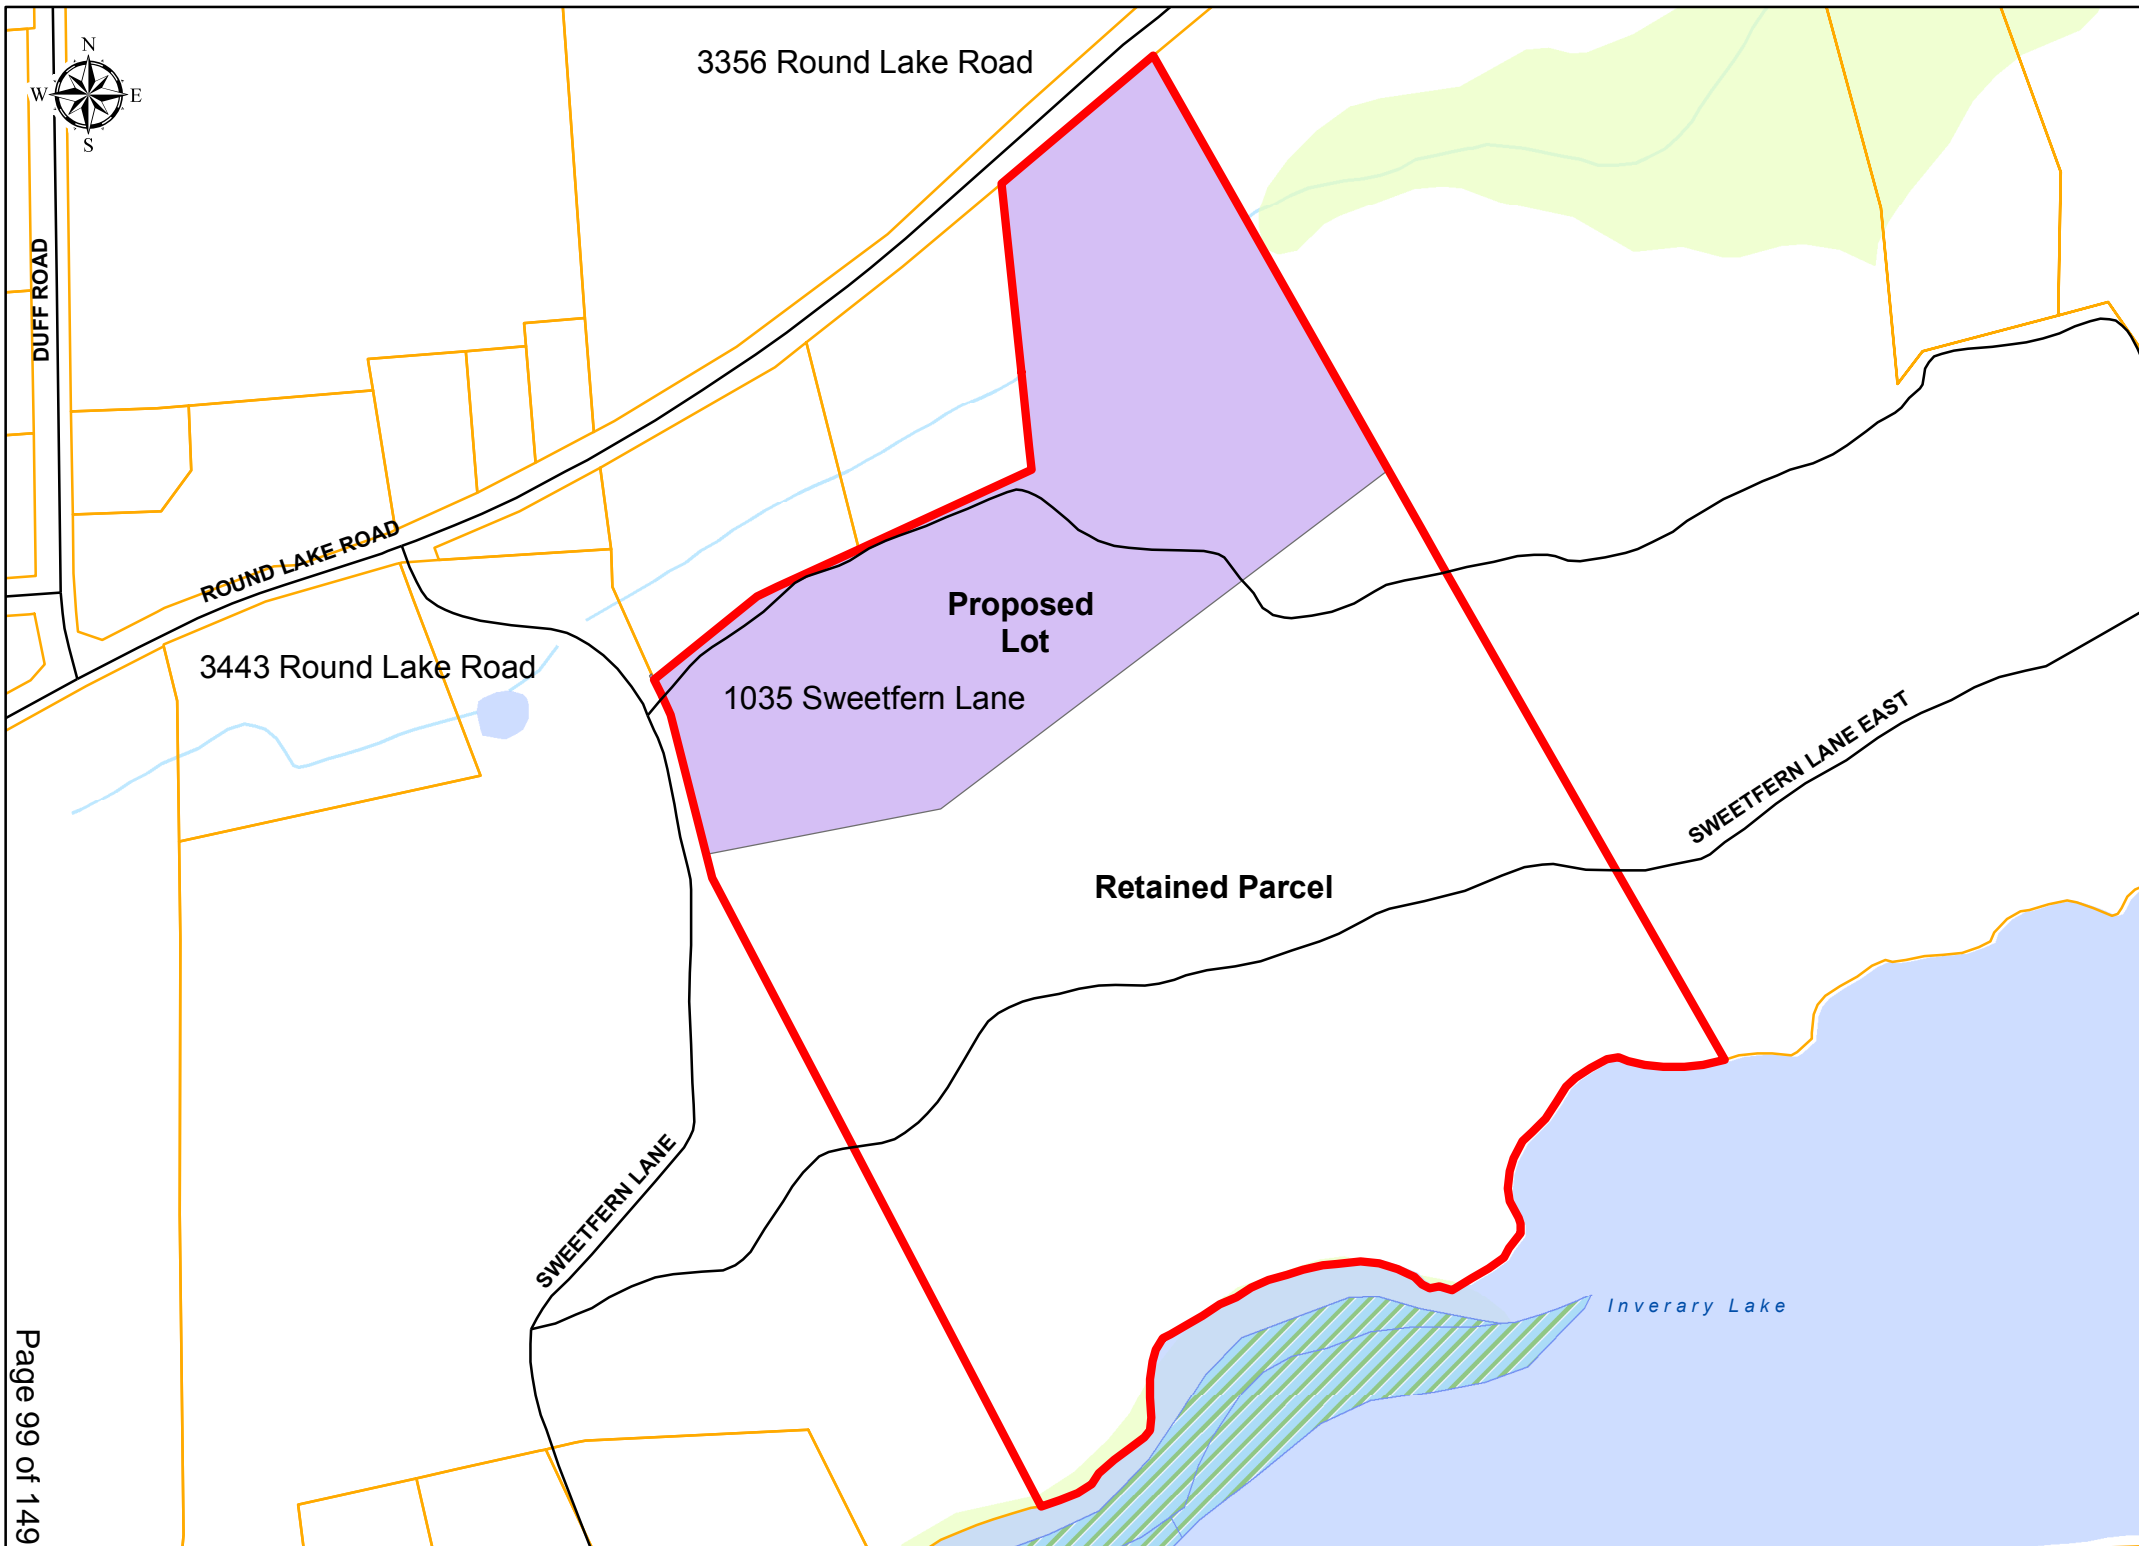 N
W E
S
3356 Round Lake Road
DUFF ROAD
ROUND LAKE ROAD
3443 Round Lake Road
Proposed
Lot
1035 Sweetfern Lane
SWEETFERN LANE EAST
Retained Parcel
SWEETFERN LANE
Inverary Lake
Page 99 of 149